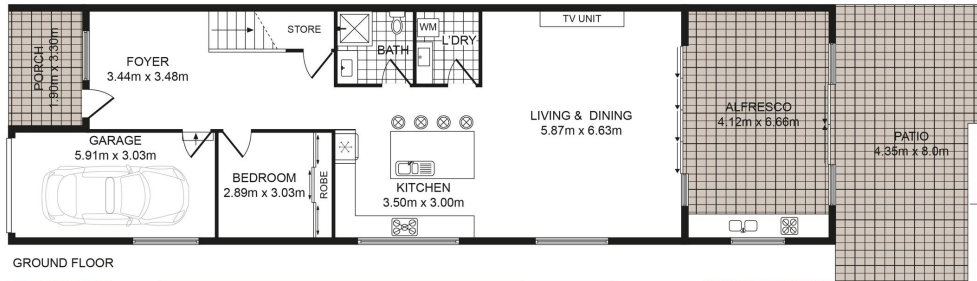 PORCH
1.90m x 3.30m
FOYER
3.44m x 3.48m
STORE
BATH
WM
L'DRY
TV UNIT
LIVING & DINING
5.87m x 6.63m
ALFRESCO
4.12m x 6.66m
PATIO
4.35m x 8.0m
GARAGE
5.91m x 3.03m
BEDROOM
2.89m x 3.03m
ROBE
KITCHEN
3.50m x 3.00m
GROUND FLOOR